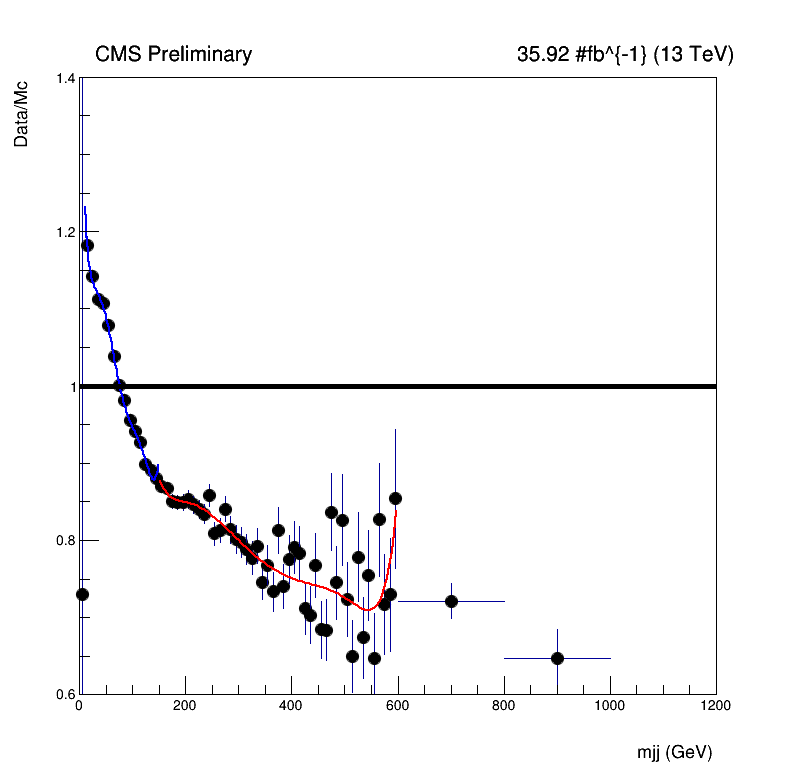 CMS Preliminary
35.92 #fb^{-1} (13 TeV)
Data/Mc
1.4
1.2
1
0.8
0.6
0 200 400 600 800 1000 1200
mjj (GeV)